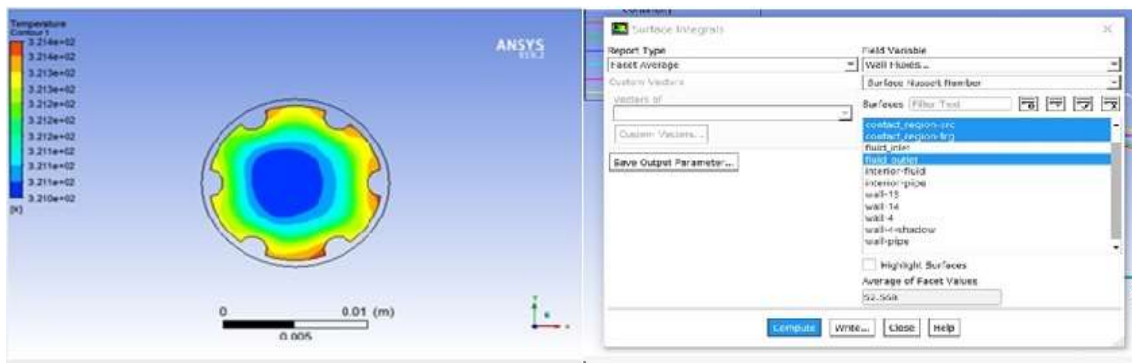 Temperature
Contour 1
3.214e+02
3.214e+02
3.213e+02
3.213e+02
3.212e+02
3.212e+02
3.212e+02
3.211e+02
3.211e+02
3.211e+02
3.210e+02
[K]
ANSYS
0
0.01 (m)
0.005
Surface Integrals
Report Type
Facet Average
Custom Vectors
Vectors of
Custom Vectors...
Save Output Parameter...
Field Variable
Wall Fluxes...
Surface Nusselt Number
Surfaces
Filter Text
contact_region-src
contact_region-trg
fluid_inlet
fluid_outlet
interior-fluid
interior-pipe
wall-13
wall-14
wall-4
wall-4-shadow
wall-pipe
Highlight Surfaces
Average of Facet Values
Compute
Write...
Close
Help